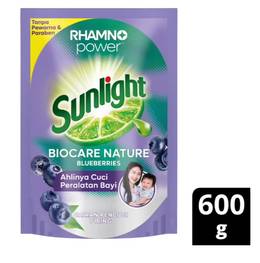 Tanpa
Pewarna &
Paraben
RHAMNO
power
Sunlight
BIOCARE NATURE
BLUEBERRIES
Ahlinya Cuci
Peralatan Bayi
600
g